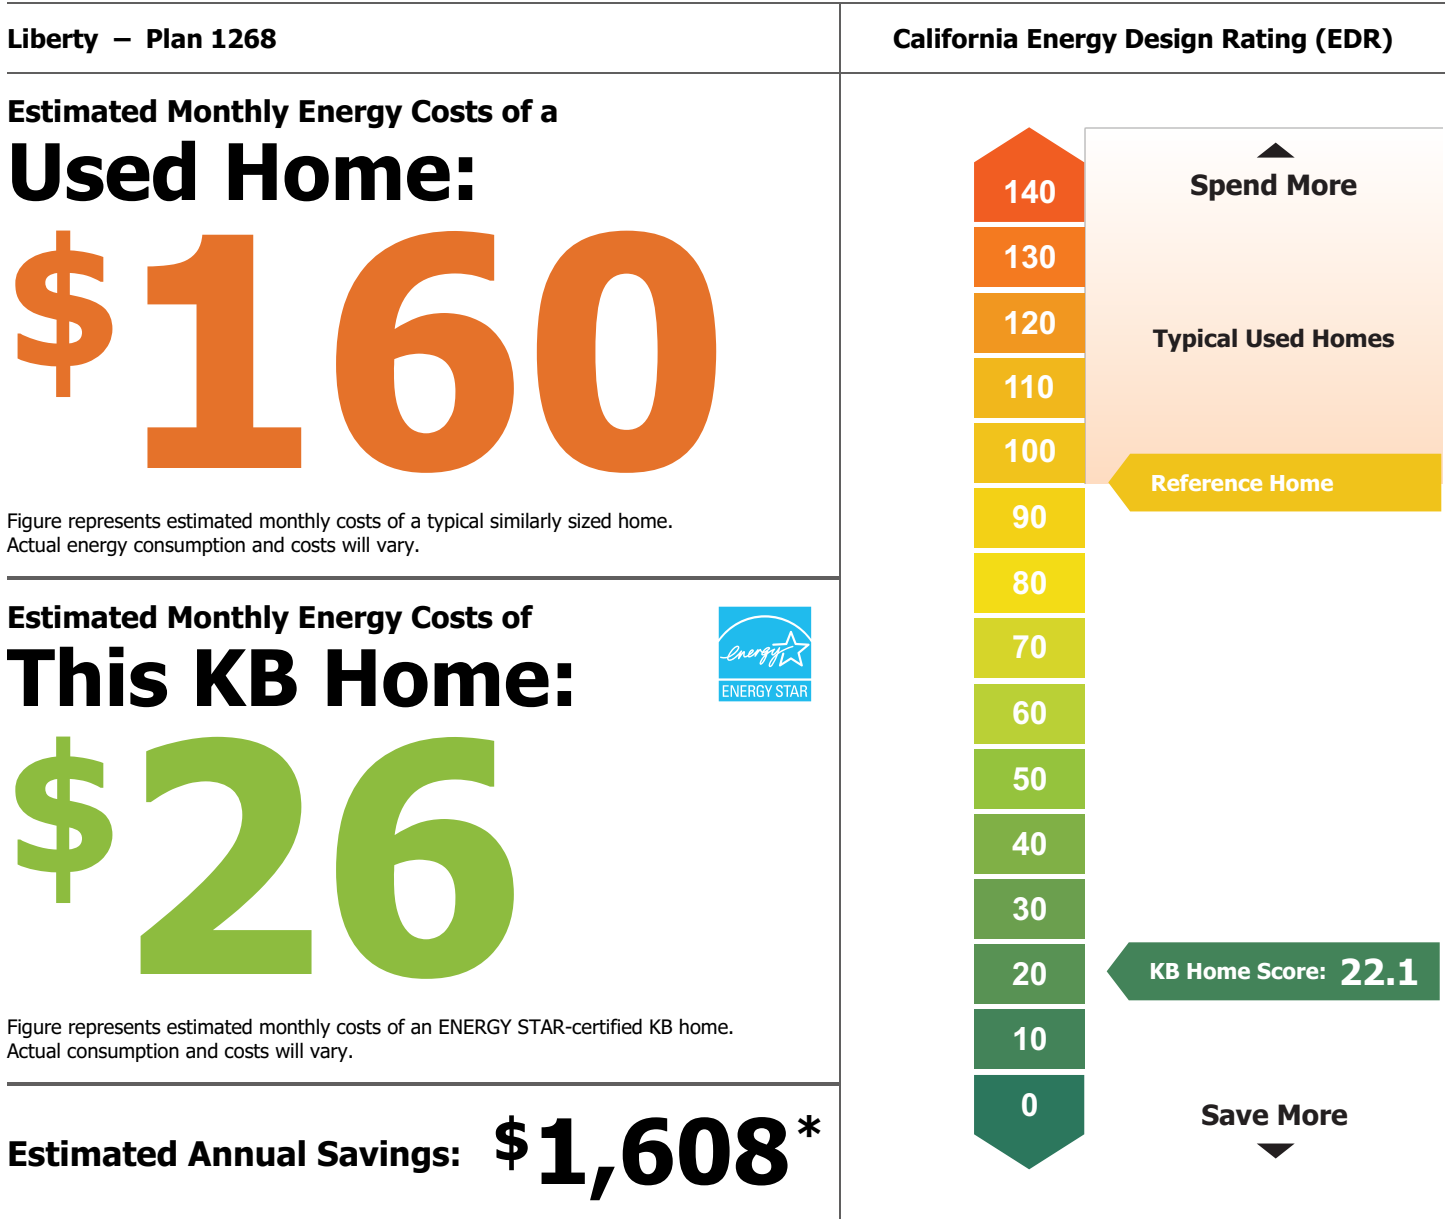 Liberty – Plan 1268
Estimated Monthly Energy Costs of a
Used Home:
$160
Figure represents estimated monthly costs of a typical similarly sized home.
Actual energy consumption and costs will vary.
Estimated Monthly Energy Costs of
This KB Home:
energy
ENERGY STAR
$26
Figure represents estimated monthly costs of an ENERGY STAR-certified KB home.
Actual consumption and costs will vary.
Estimated Annual Savings: $1,608*
California Energy Design Rating (EDR)
140
Spend More
130
120
Typical Used Homes
110
100
Reference Home
90
80
70
60
50
40
30
20
KB Home Score: 22.1
10
0
Save More